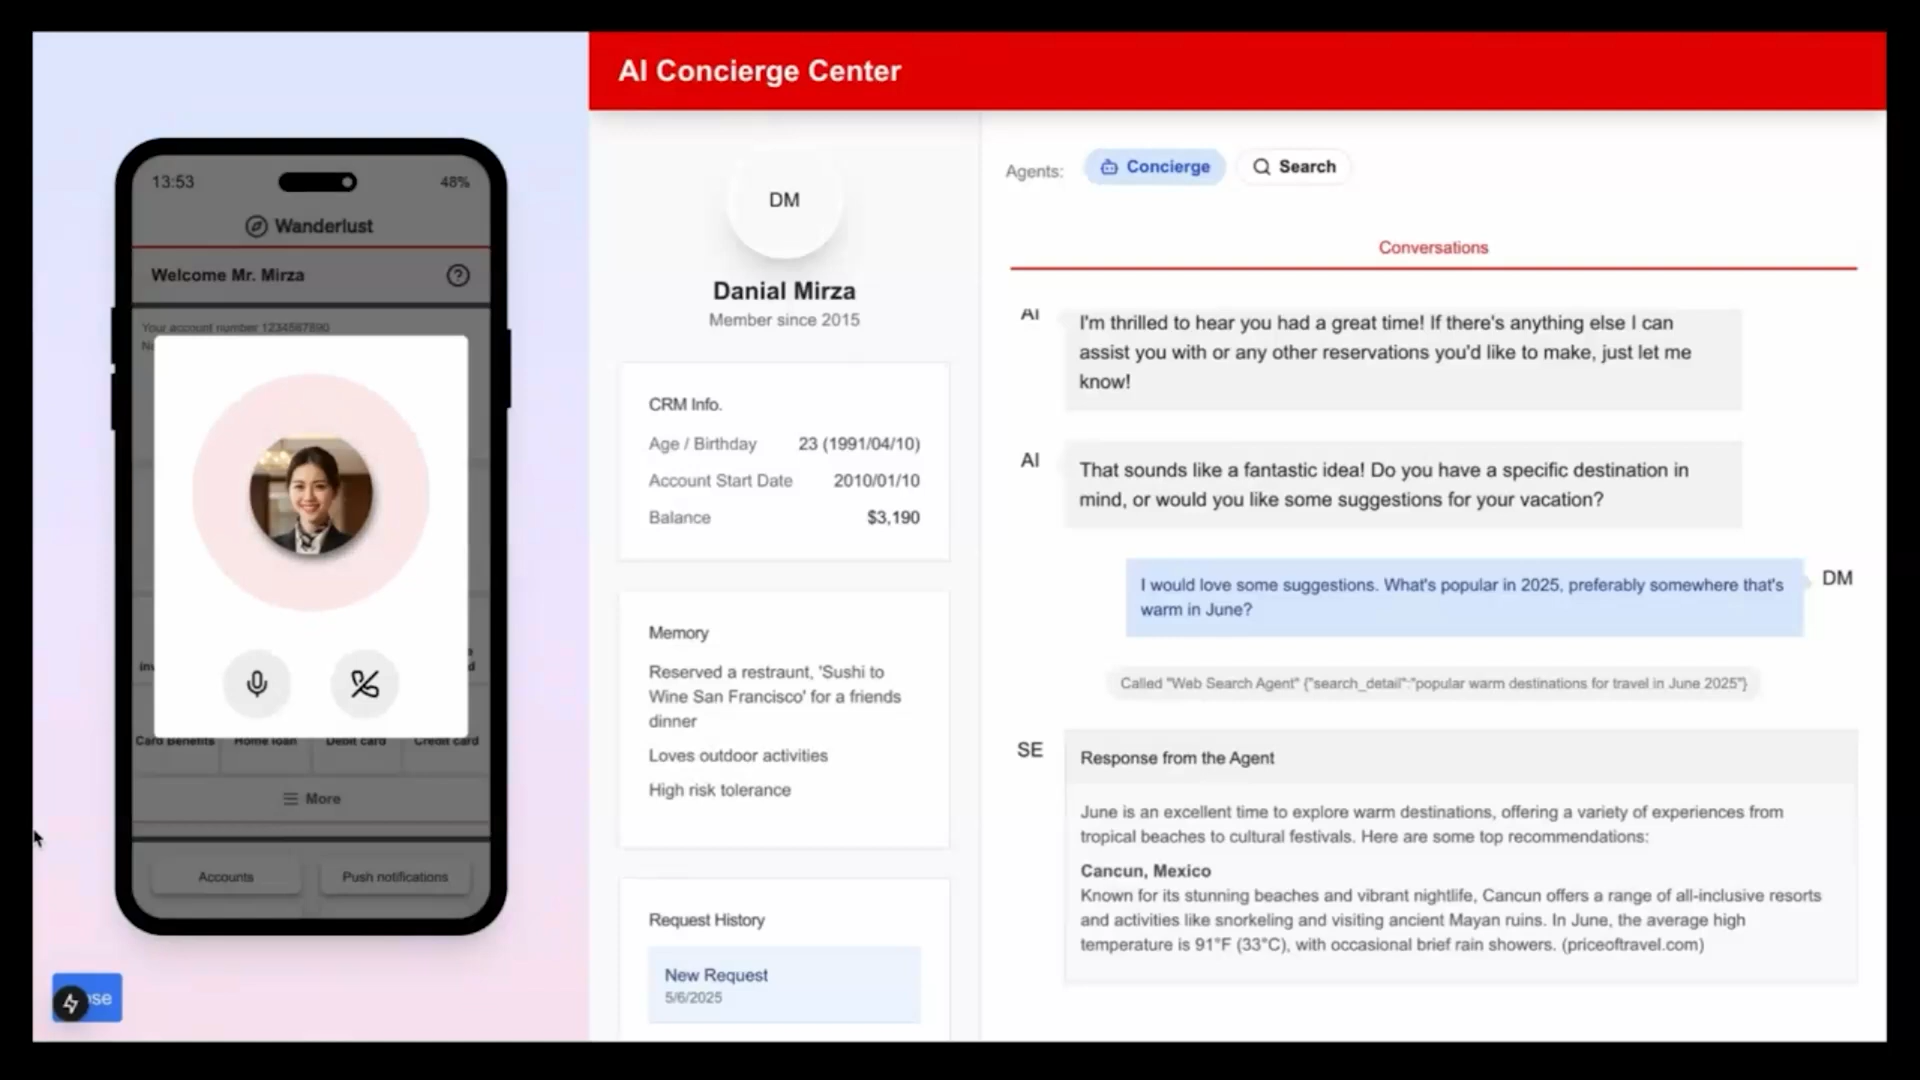 13:53
48%
Wanderlust
Welcome Mr. Mirza
Your account number 1234567890
Card Benefits
Home loan
Debit card
Credit card
More
Accounts
Push notifications
AI Concierge Center
DM
Danial Mirza
Member since 2015
CRM Info.
Age / Birthday 23 (1991/04/10)
Account Start Date 2010/01/10
Balance $3,190
Memory
Reserved a restraunt, 'Sushi to
Wine San Francisco' for a friends
dinner
Loves outdoor activities
High risk tolerance
Request History
New Request
5/6/2025
Agents:
Concierge
Search
Conversations
AI
I'm thrilled to hear you had a great time! If there's anything else I can
assist you with or any other reservations you'd like to make, just let me
know!
AI
That sounds like a fantastic idea! Do you have a specific destination in
mind, or would you like some suggestions for your vacation?
I would love some suggestions. What's popular in 2025, preferably somewhere that's
warm in June?
DM
Called "Web Search Agent" {"search_detail":"popular warm destinations for travel in June 2025"}
SE
Response from the Agent
June is an excellent time to explore warm destinations, offering a variety of experiences from
tropical beaches to cultural festivals. Here are some top recommendations:
Cancun, Mexico
Known for its stunning beaches and vibrant nightlife, Cancun offers a range of all-inclusive resorts
and activities like snorkeling and visiting ancient Mayan ruins. In June, the average high
temperature is 91°F (33°C), with occasional brief rain showers. (priceoftravel.com)